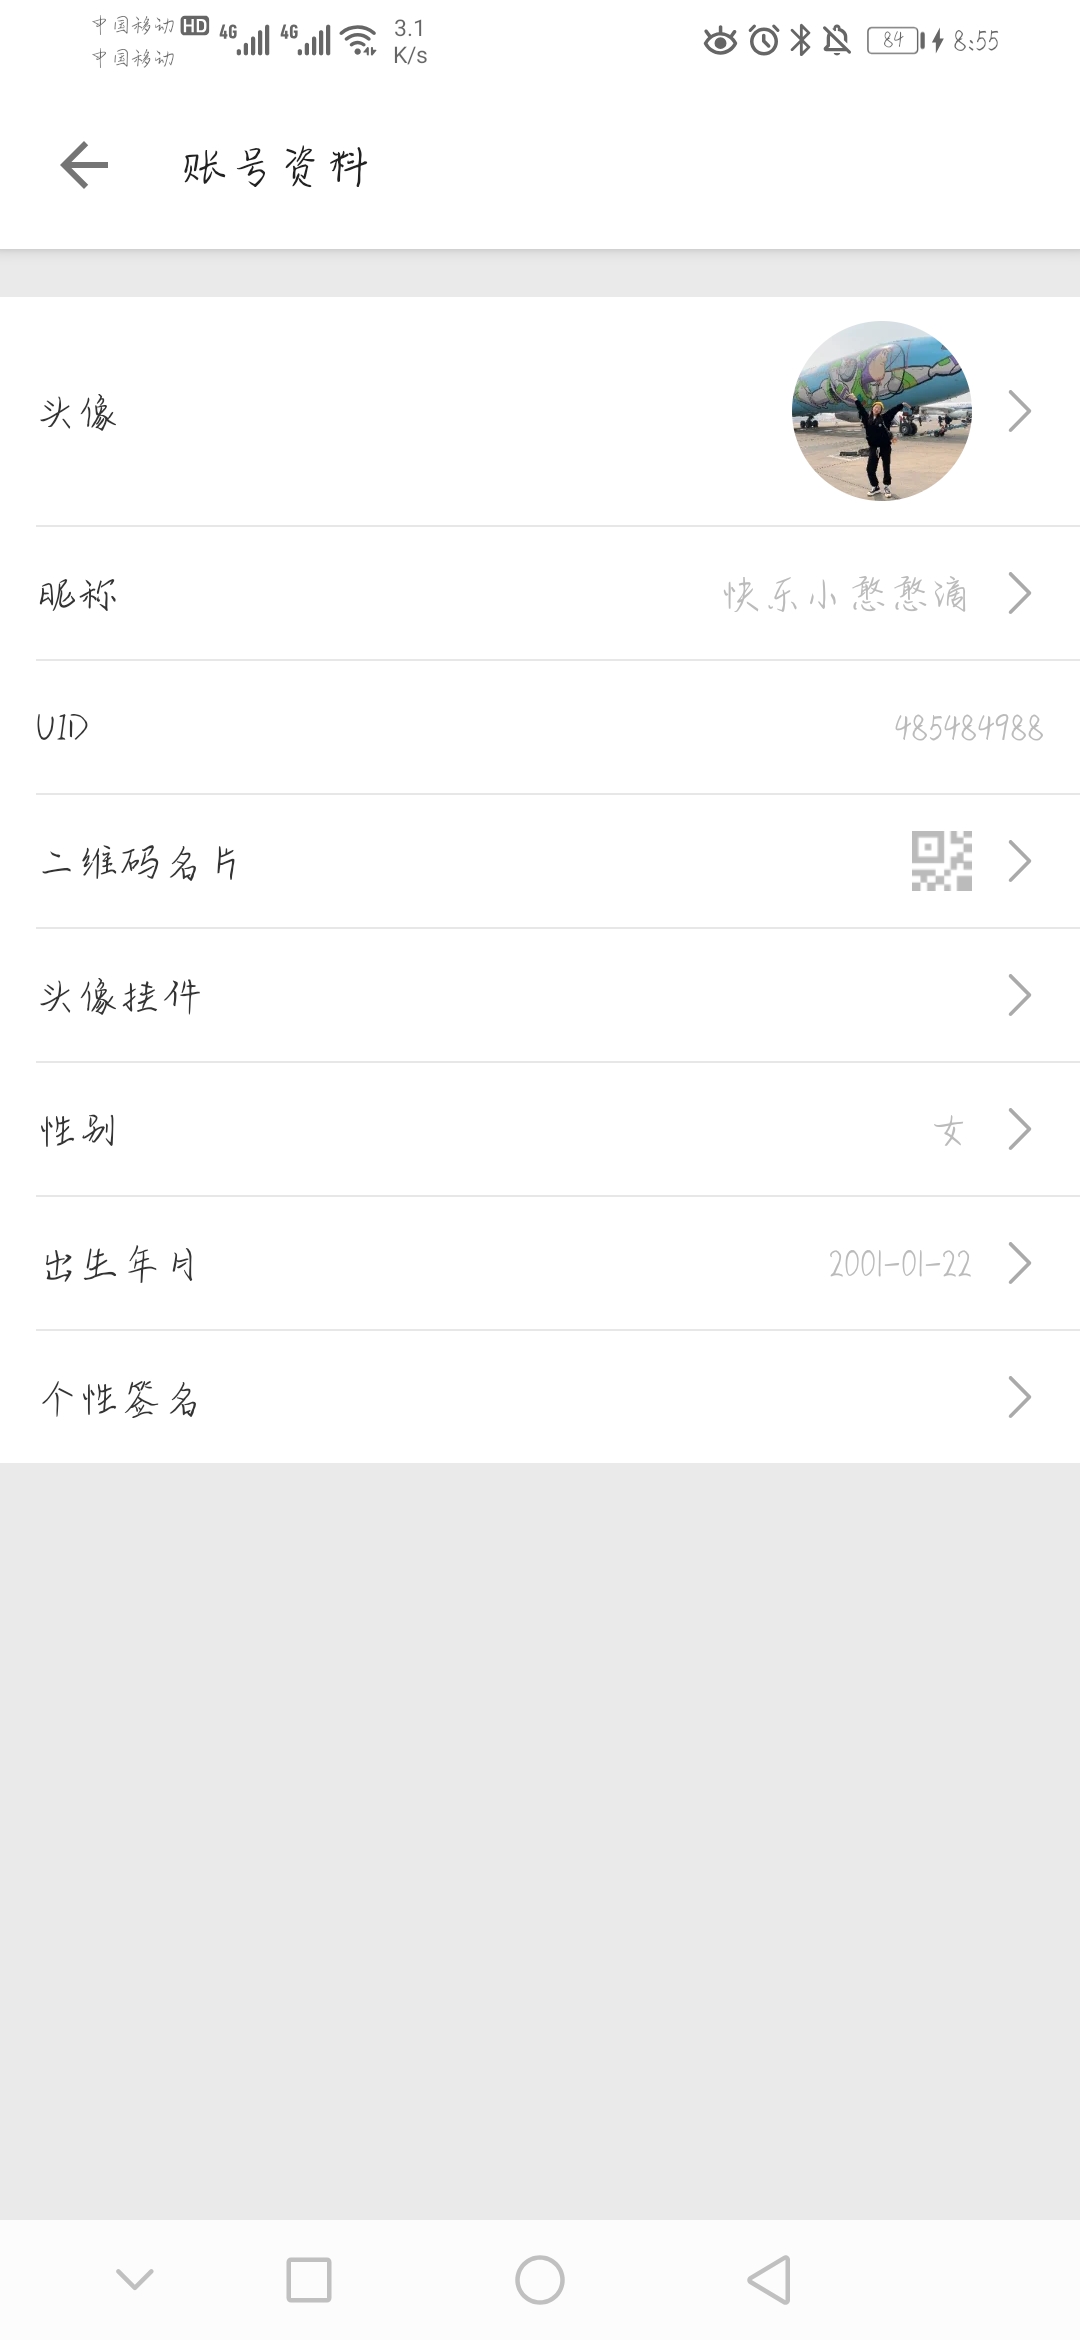 中国移动 HD 4G 4G 3.1 K/s 84 8:55
中国移动
账号资料
头像
昵称 快乐小憨憨滴
UID 485484988
二维码名片
头像挂件
性别 女
出生年月 2001-01-22
个性签名